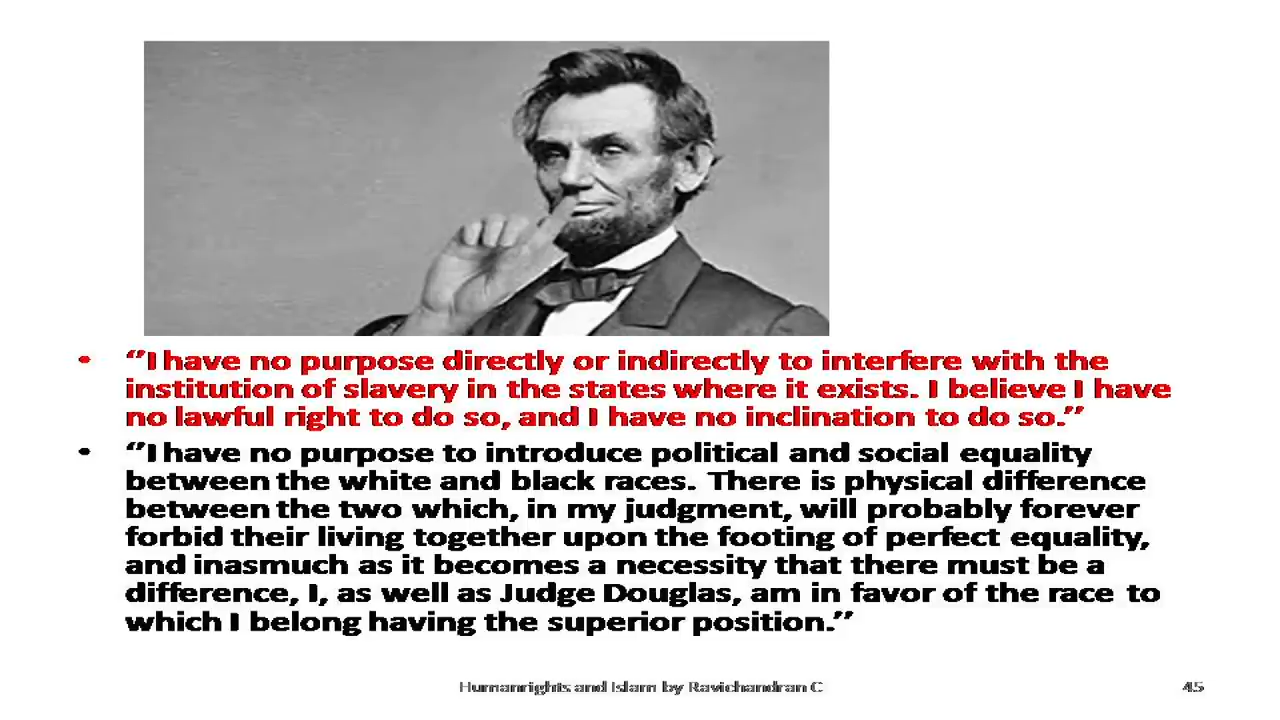 • ‘’I have no purpose directly or indirectly to interfere with the
institution of slavery in the states where it exists. I believe I have
no lawful right to do so, and I have no inclination to do so.’’
• ‘’I have no purpose to introduce political and social equality
between the white and black races. There is physical difference
between the two which, in my judgment, will probably forever
forbid their living together upon the footing of perfect equality,
and inasmuch as it becomes a necessity that there must be a
difference, I, as well as Judge Douglas, am in favor of the race to
which I belong having the superior position.’’
Humanrights and Islam by Ravichandran C
45